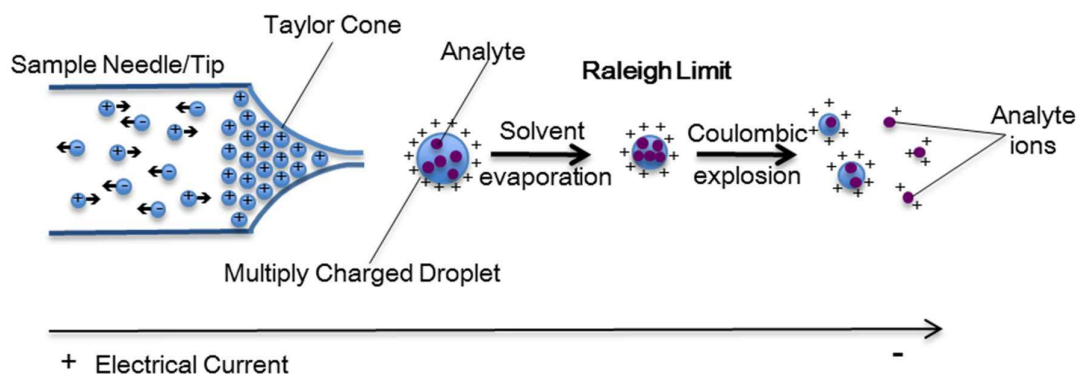 Taylor Cone
Sample Needle/Tip
Analyte
Raleigh Limit
Solvent
evaporation
Coulombic
explosion
Analyte
ions
Multiply Charged Droplet
+ Electrical Current -